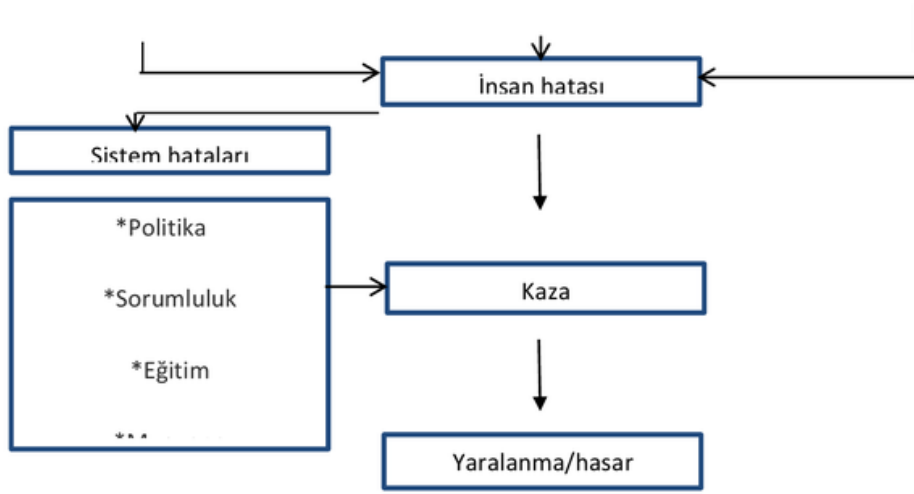 İnsan hatası
Sistem hataları
*Politika
*Sorumluluk
*Eğitim
Kaza
Yaralanma/hasar